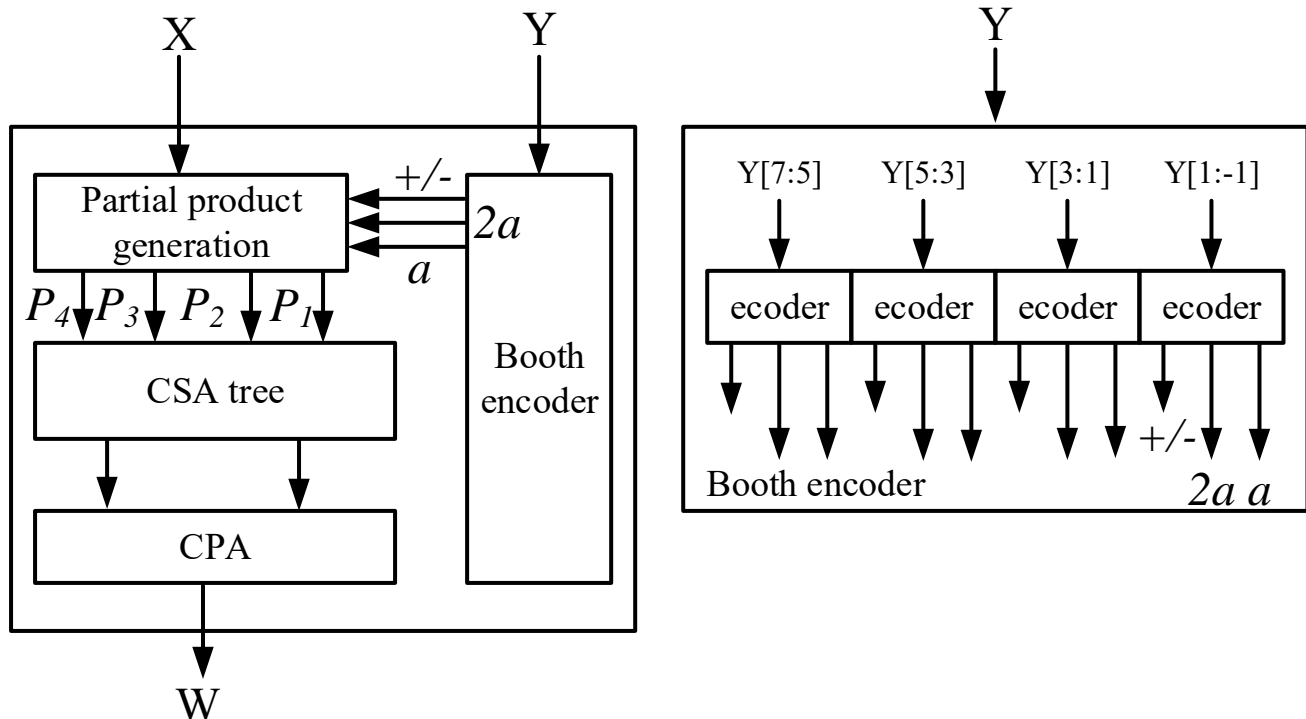 X
Y
Partial product
generation
+/-
2a
a
P4 P3 P2 P1
CSA tree
CPA
Booth
encoder
W
Y
Y[7:5] Y[5:3] Y[3:1] Y[1:-1]
ecoder ecoder ecoder ecoder
+/-
2a a
Booth encoder